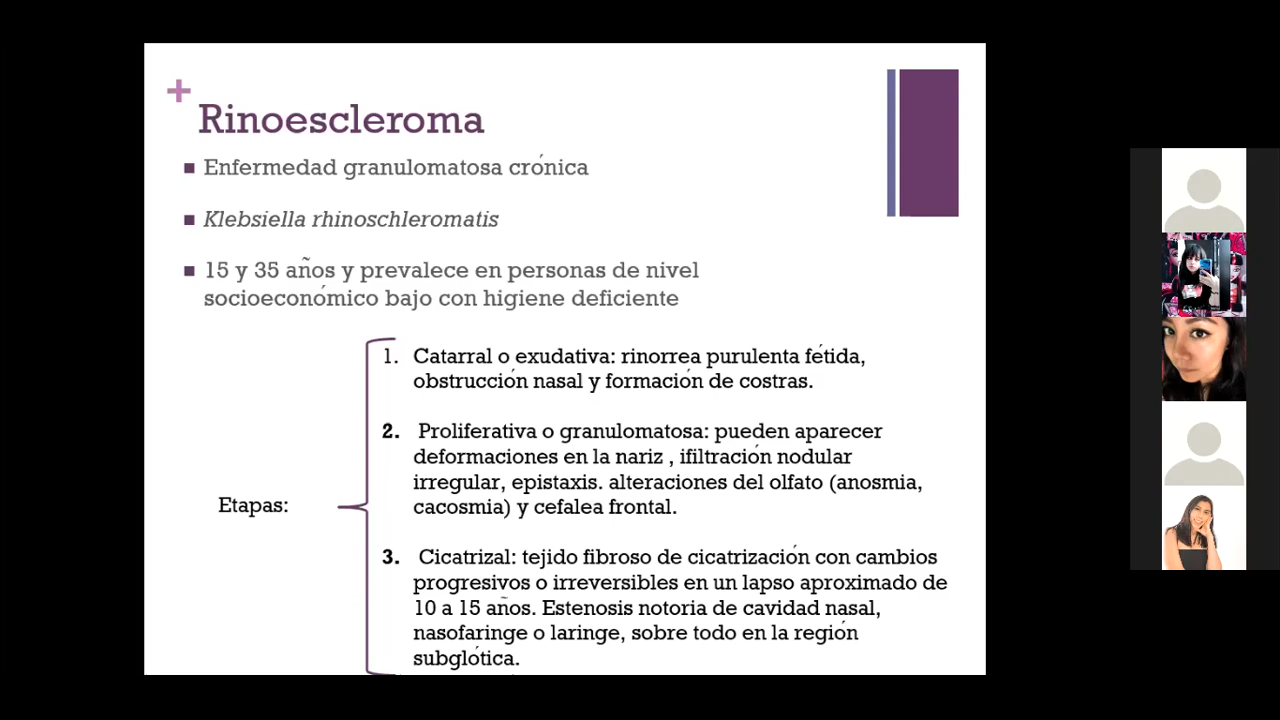 +
Rinoescleroma
Enfermedad granulomatosa crónica
Klebsiella rhinoschleromatis
15 y 35 años y prevalece en personas de nivel
socioeconómico bajo con higiene deficiente
Etapas:
1. Catarral o exudativa: rinorrea purulenta fétida,
obstrucción nasal y formación de costras.
2. Proliferativa o granulomatosa: pueden aparecer
deformaciones en la nariz , ifiltración nodular
irregular, epistaxis. alteraciones del olfato (anosmia,
cacosmia) y cefalea frontal.
3. Cicatrizal: tejido fibroso de cicatrización con cambios
progresivos o irreversibles en un lapso aproximado de
10 a 15 años. Estenosis notoria de cavidad nasal,
nasofaringe o laringe, sobre todo en la región
subglótica.